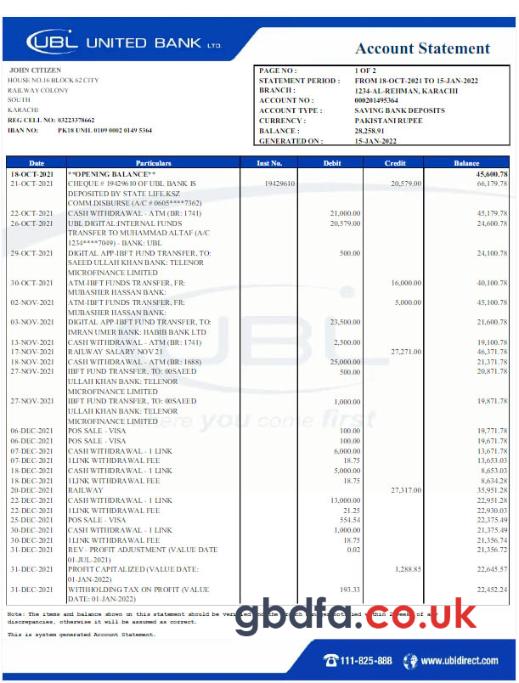 UBL UNITED BANK LTD.
Account Statement
JOHN CITIZEN
HOUSE NO.16 BLOCK 62 CITY
RAILWAY COLONY
SOUTH
KARACHI
REG CELL NO: 03223378662
IBAN NO: PK18 UNIL 0109 0002 0149 5364
PAGE NO : 1 OF 2
STATEMENT PERIOD : FROM 18-OCT-2021 TO 15-JAN-2022
BRANCH : 1234-AL-REHMAN, KARACHI
ACCOUNT NO : 000201495364
ACCOUNT TYPE : SAVING BANK DEPOSITS
CURRENCY : PAKISTANI RUPEE
BALANCE : 28,258.91
GENERATED ON : 15-JAN-2022
Date Particulars Inst No. Debit Credit Balance
18-OCT-2021 **OPENING BALANCE** 45,600.78
21-OCT-2021 CHEQUE # 19429610 OF UBL BANK IS 19429610 20,579.00 66,179.78
DEPOSITED BY STATE LIFE.KSZ
COMM.DISBURSE (A/C # 0605****7362)
22-OCT-2021 CASH WITHDRAWAL - ATM (BR: 1741) 21,000.00 45,179.78
26-OCT-2021 UBL DIGITAL:INTERNAL FUNDS 20,579.00 24,600.78
TRANSFER TO MUHAMMAD ALTAF (A/C
1234****7049) - BANK: UBL
29-OCT-2021 DIGITAL APP-IBFT FUND TRANSFER, TO: 500.00 24,100.78
SAEED ULLAH KHAN BANK: TELENOR
MICROFINANCE LIMITED
30-OCT-2021 ATM-IBFT FUNDS TRANSFER, FR: 16,000.00 40,100.78
MUBASHER HASSAN BANK:
02-NOV-2021 ATM-IBFT FUNDS TRANSFER, FR: 5,000.00 45,100.78
MUBASHER HASSAN BANK:
03-NOV-2021 DIGITAL APP-IBFT FUND TRANSFER, TO: 23,500.00 21,600.78
IMRAN UMER BANK: HABIB BANK LTD
13-NOV-2021 CASH WITHDRAWAL - ATM (BR: 1741) 2,500.00 19,100.78
17-NOV-2021 RAILWAY SALARY NOV 21 27,271.00 46,371.78
18-NOV-2021 CASH WITHDRAWAL - ATM (BR: 1688) 25,000.00 21,371.78
27-NOV-2021 IBFT FUND TRANSFER, TO: 00SAEED 500.00 20,871.78
ULLAH KHAN BANK: TELENOR
MICROFINANCE LIMITED
27-NOV-2021 IBFT FUND TRANSFER, TO: 00SAEED 1,000.00 19,871.78
ULLAH KHAN BANK: TELENOR
MICROFINANCE LIMITED
where you come first
06-DEC-2021 POS SALE - VISA 100.00 19,771.78
06-DEC-2021 POS SALE - VISA 100.00 19,671.78
07-DEC-2021 CASH WITHDRAWAL - 1 LINK 6,000.00 13,671.78
07-DEC-2021 1LINK WITHDRAWAL FEE 18.75 13,653.03
18-DEC-2021 CASH WITHDRAWAL - 1 LINK 5,000.00 8,653.03
18-DEC-2021 1LINK WITHDRAWAL FEE 18.75 8,634.28
20-DEC-2021 RAILWAY 27,317.00 35,951.28
22-DEC-2021 CASH WITHDRAWAL - 1 LINK 13,000.00 22,951.28
22-DEC-2021 1LINK WITHDRAWAL FEE 21.25 22,930.03
25-DEC-2021 POS SALE - VISA 554.54 22,375.49
30-DEC-2021 CASH WITHDRAWAL - 1 LINK 1,000.00 21,375.49
30-DEC-2021 1LINK WITHDRAWAL FEE 18.75 21,356.74
31-DEC-2021 REV - PROFIT ADJUSTMENT (VALUE DATE 0.02 21,356.72
01-JUL-2021)
31-DEC-2021 PROFIT CAPITALIZED (VALUE DATE: 1,288.85 22,645.57
01-JAN-2022)
31-DEC-2021 WITHHOLDING TAX ON PROFIT (VALUE 193.33 22,452.24
DATE: 01-JAN-2022)
Note: The items and balance shown on this statement should be of any
discrepancies, otherwise it will be assumed as correct.
gbdfa.co.uk
This is system generated Account Statement.
111-825-888 www.ubldirect.com